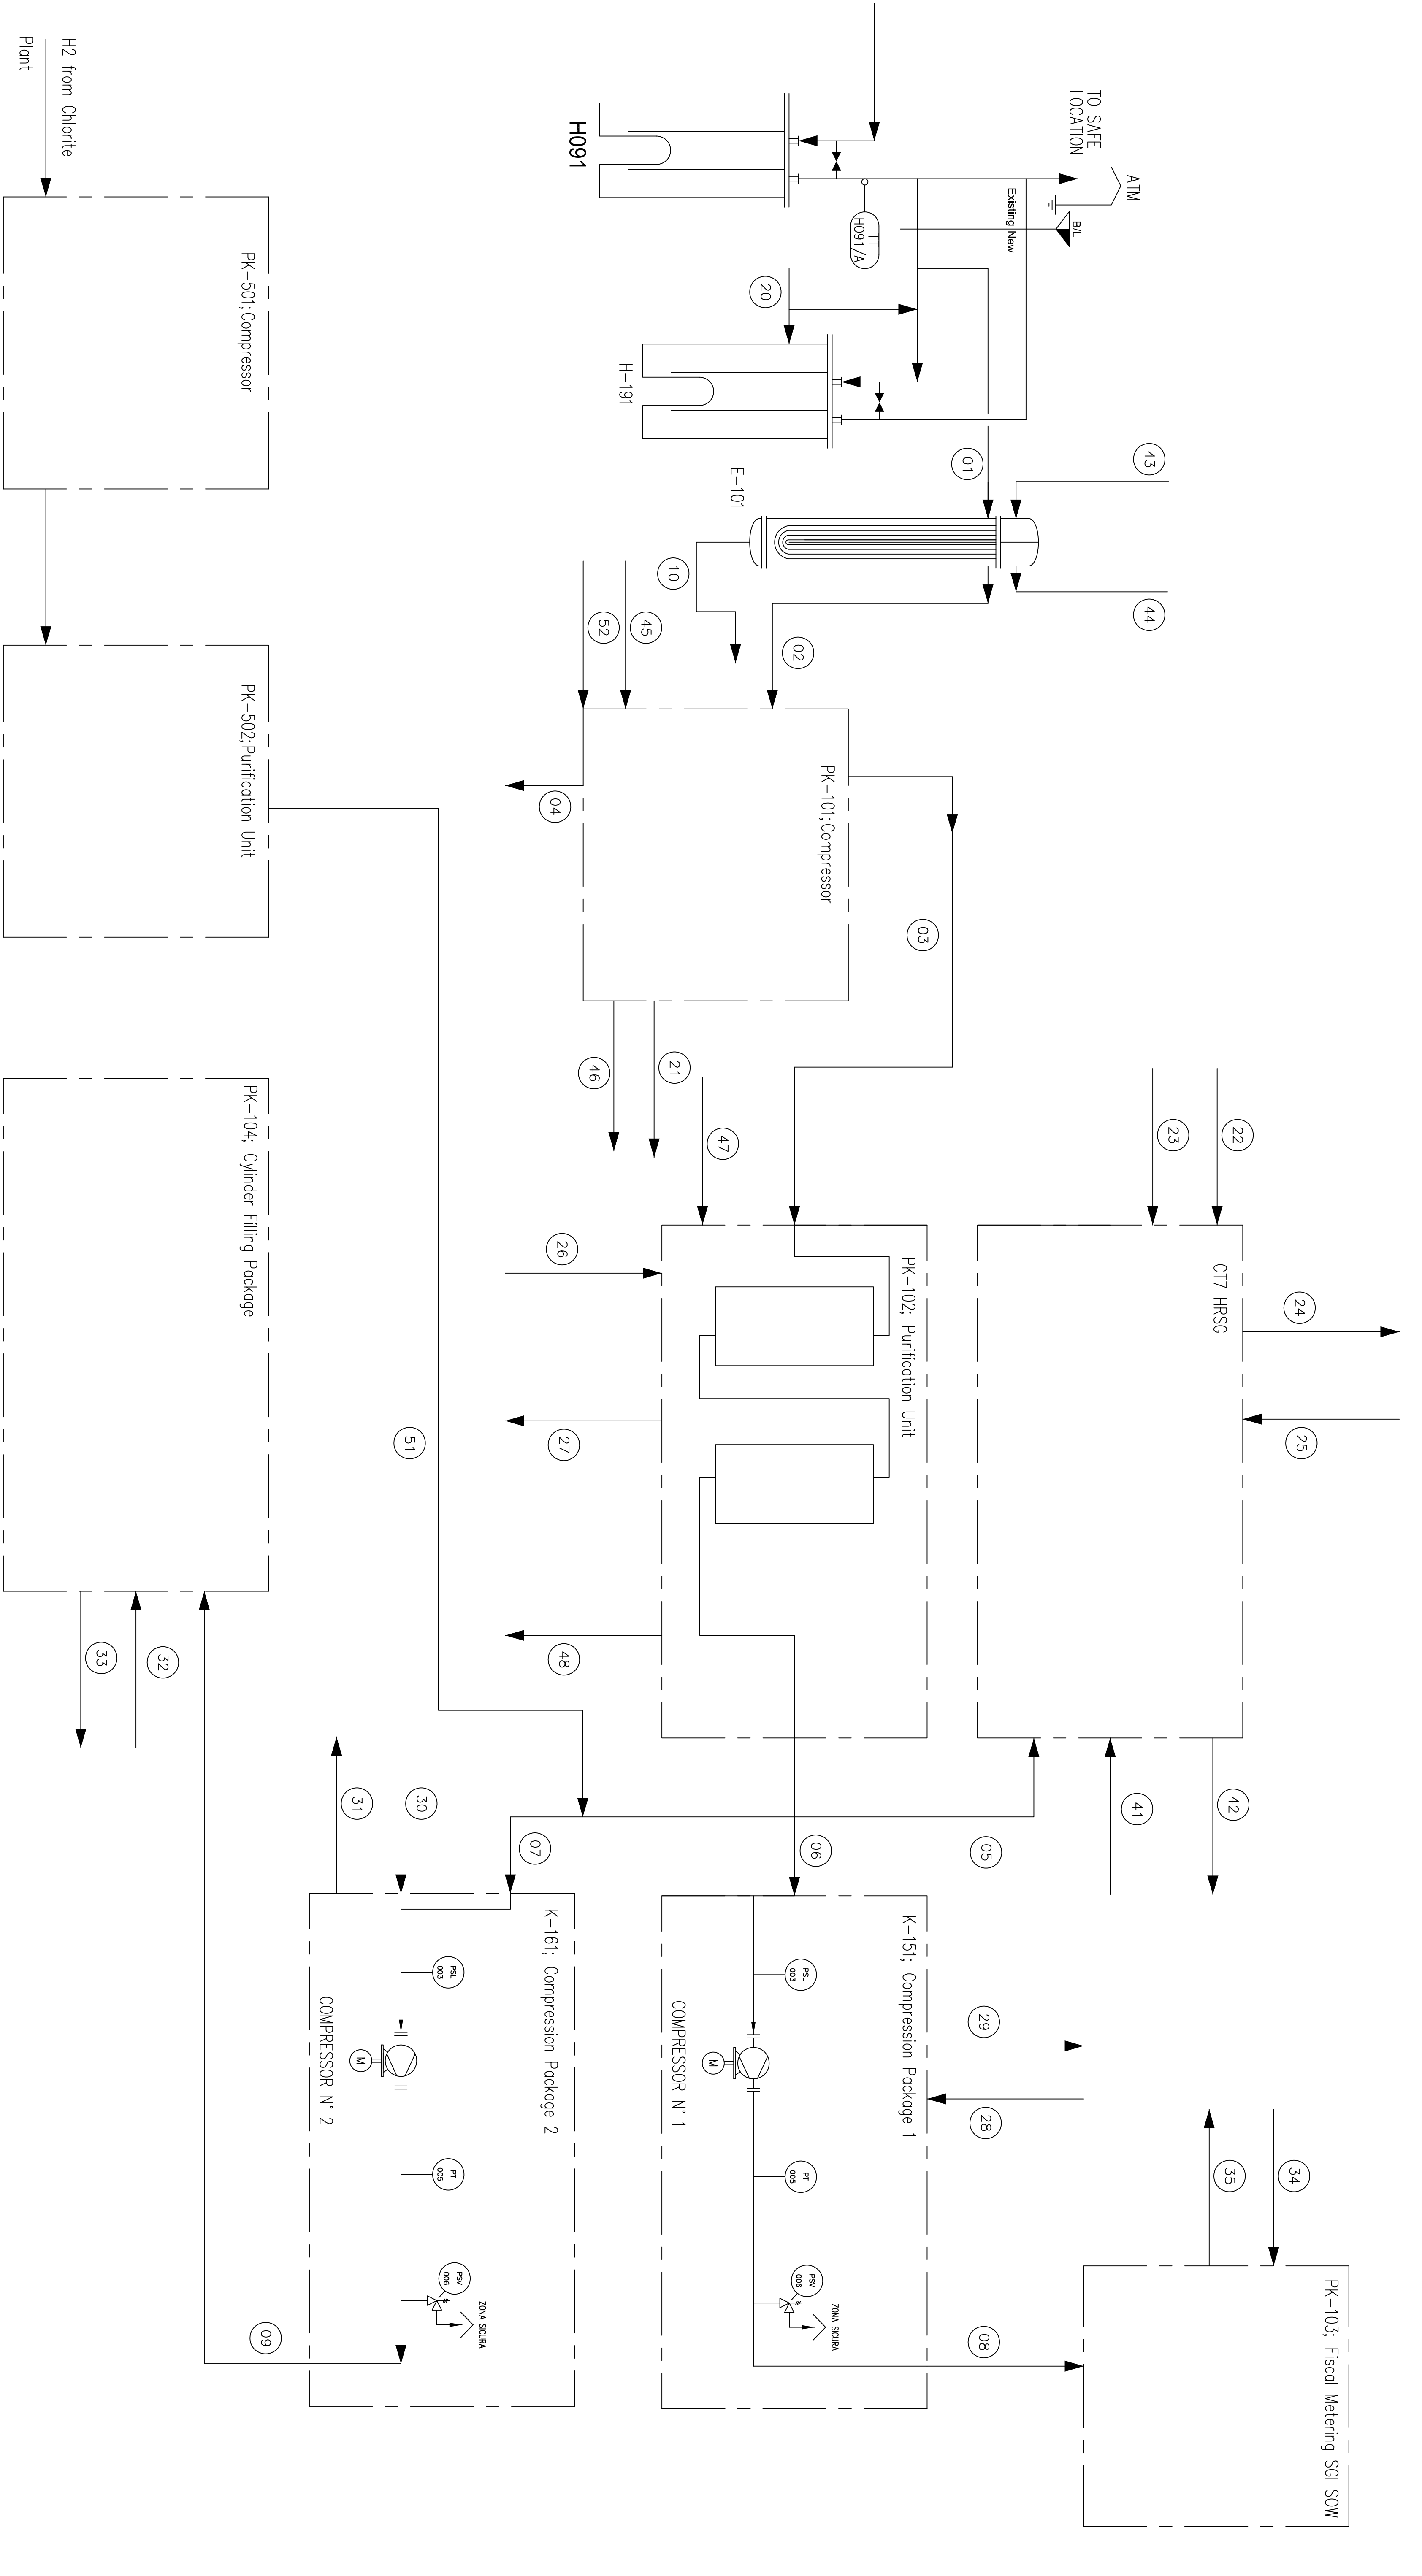 H2 from Chlorite
Plant
PK-501;Compressor
PK-502;Purification Unit
PK-104; Cylinder Filling Package
33
32
51
09
H091
TO SAFE
LOCATION
ATM
B/L
Existing New
TT
H091/A
20
H-191
01
43
44
E-101
10
02
52
45
PK-101;Compressor
04
03
46
21
47
23
22
CT7 HRSG
24
25
26
PK-102; Purification Unit
27
48
41
42
05
06
07
30
31
K-161; Compression Package 2
PSL
003
M
COMPRESSOR N° 2
PT
005
PSV
006
ZONA SICURA
K-151; Compression Package 1
PSL
003
M
COMPRESSOR N° 1
PT
005
PSV
006
ZONA SICURA
29
28
08
35
34
PK-103; Fiscal Metering SGI SOW